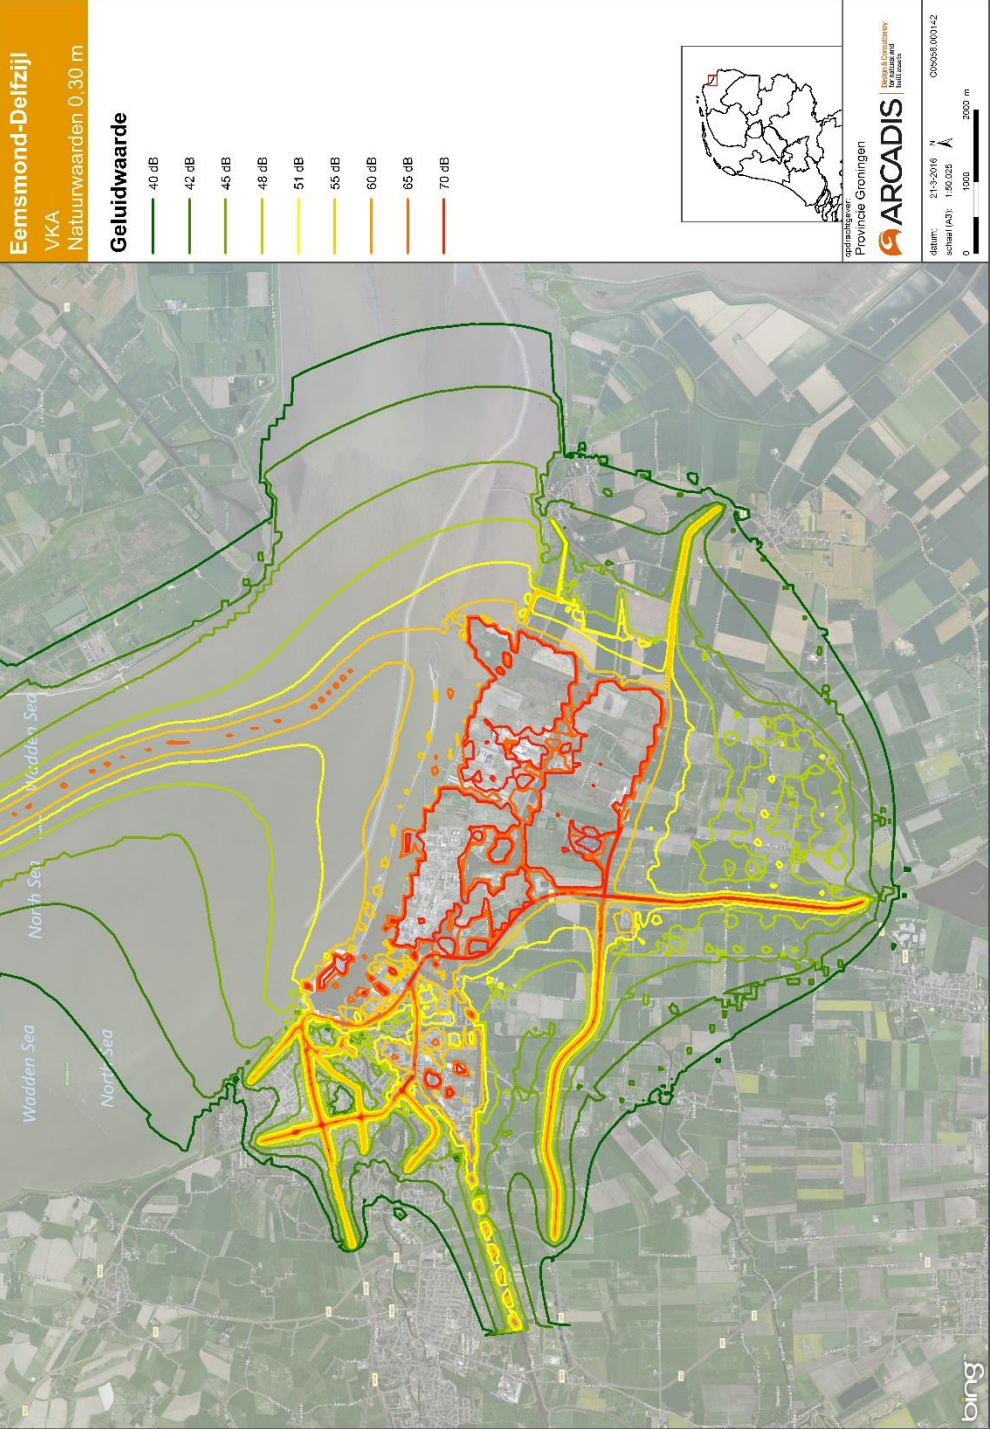 Eemsmond-Delfzijl
VKA
Natuurwaarden 0,30 m
Geluidwaarde
40 dB
42 dB
45 dB
48 dB
51 dB
55 dB
60 dB
65 dB
70 dB
opdrachtgever:
Provincie Groningen
ARCADIS
Design & Consultancy
for natural and
built assets
datum: 21-3-2016 N C05058.000142
schaal (A3): 1:50.025
0 1000 2000 m
Wadden Sea
North Sea
North Sea
Wadden Sea
bing